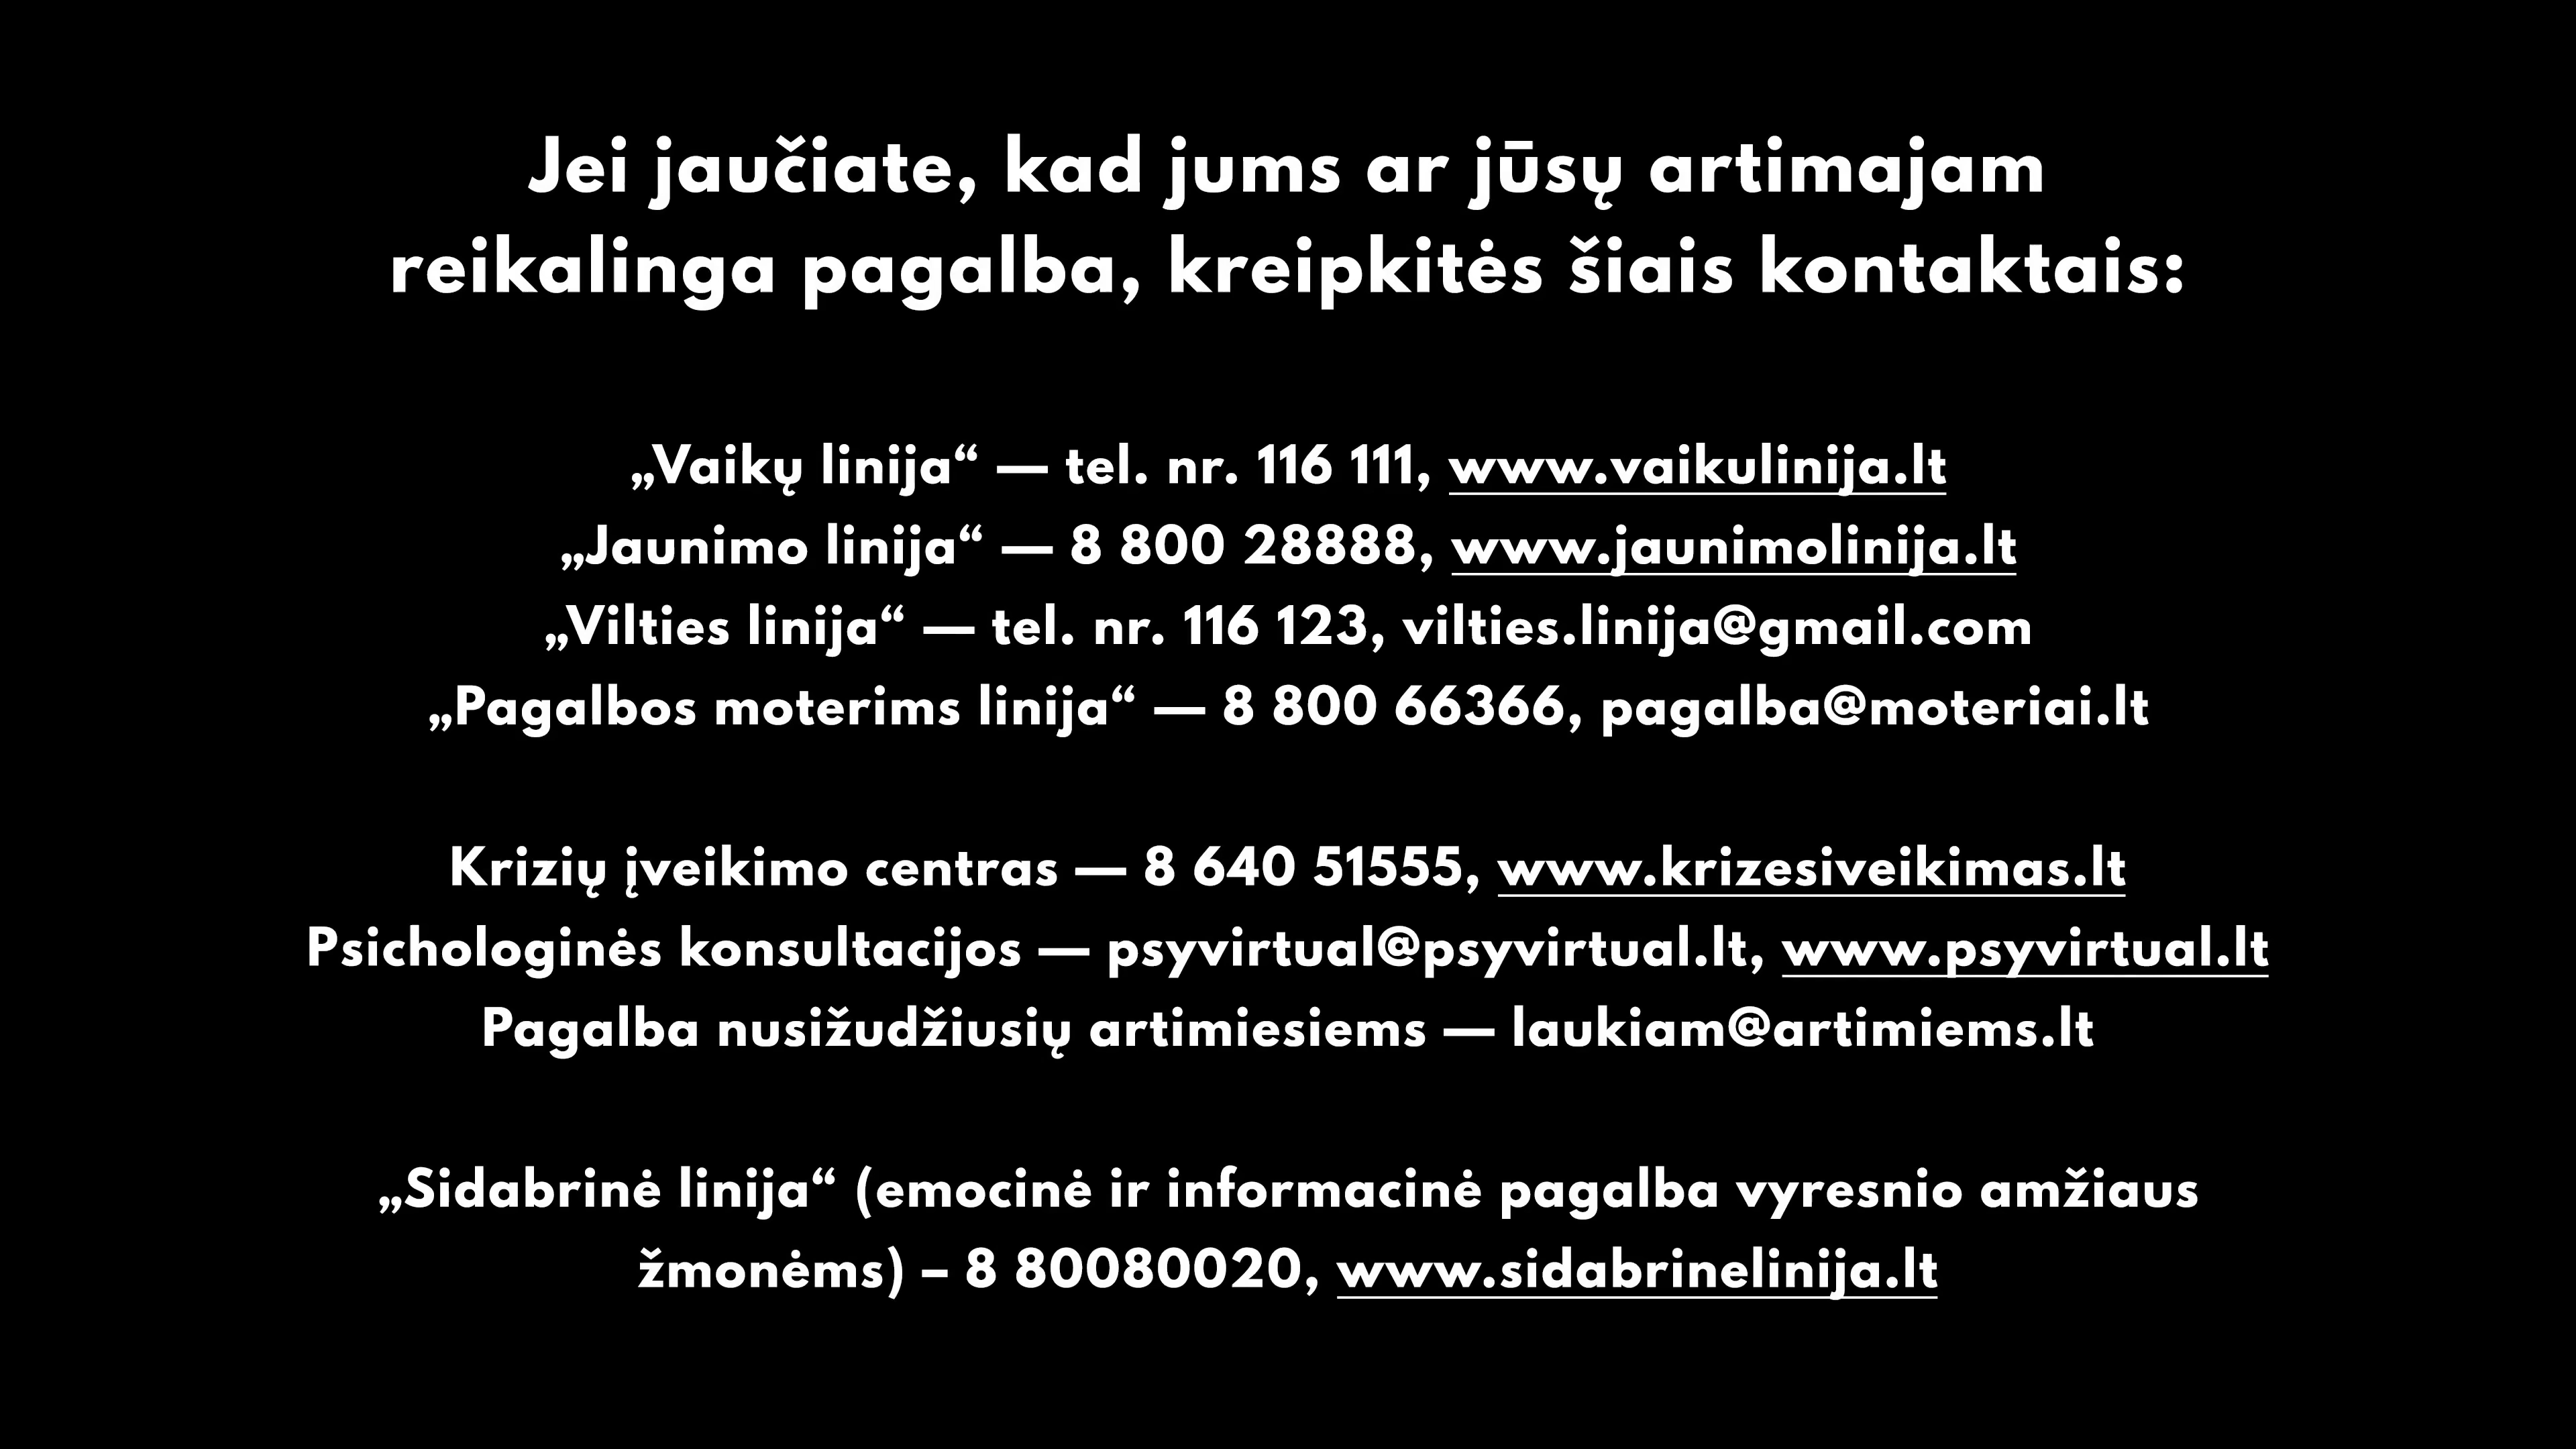 Jei jaučiate, kad jums ar jūsų artimajam
reikalinga pagalba, kreipkitės šiais kontaktais:
„Vaikų linija“ — tel. nr. 116 111, www.vaikulinija.lt
„Jaunimo linija“ — 8 800 28888, www.jaunimolinija.lt
„Vilties linija“ — tel. nr. 116 123, vilties.linija@gmail.com
„Pagalbos moterims linija“ — 8 800 66366, pagalba@moteriai.lt
Krizių įveikimo centras — 8 640 51555, www.krizesiveikimas.lt
Psichologinės konsultacijos — psyvirtual@psyvirtual.lt, www.psyvirtual.lt
Pagalba nusižudžiusių artimiesiems — laukiam@artimiems.lt
„Sidabrinė linija“ (emocinė ir informacinė pagalba vyresnio amžiaus
žmonėms) – 8 80080020, www.sidabrinelinija.lt